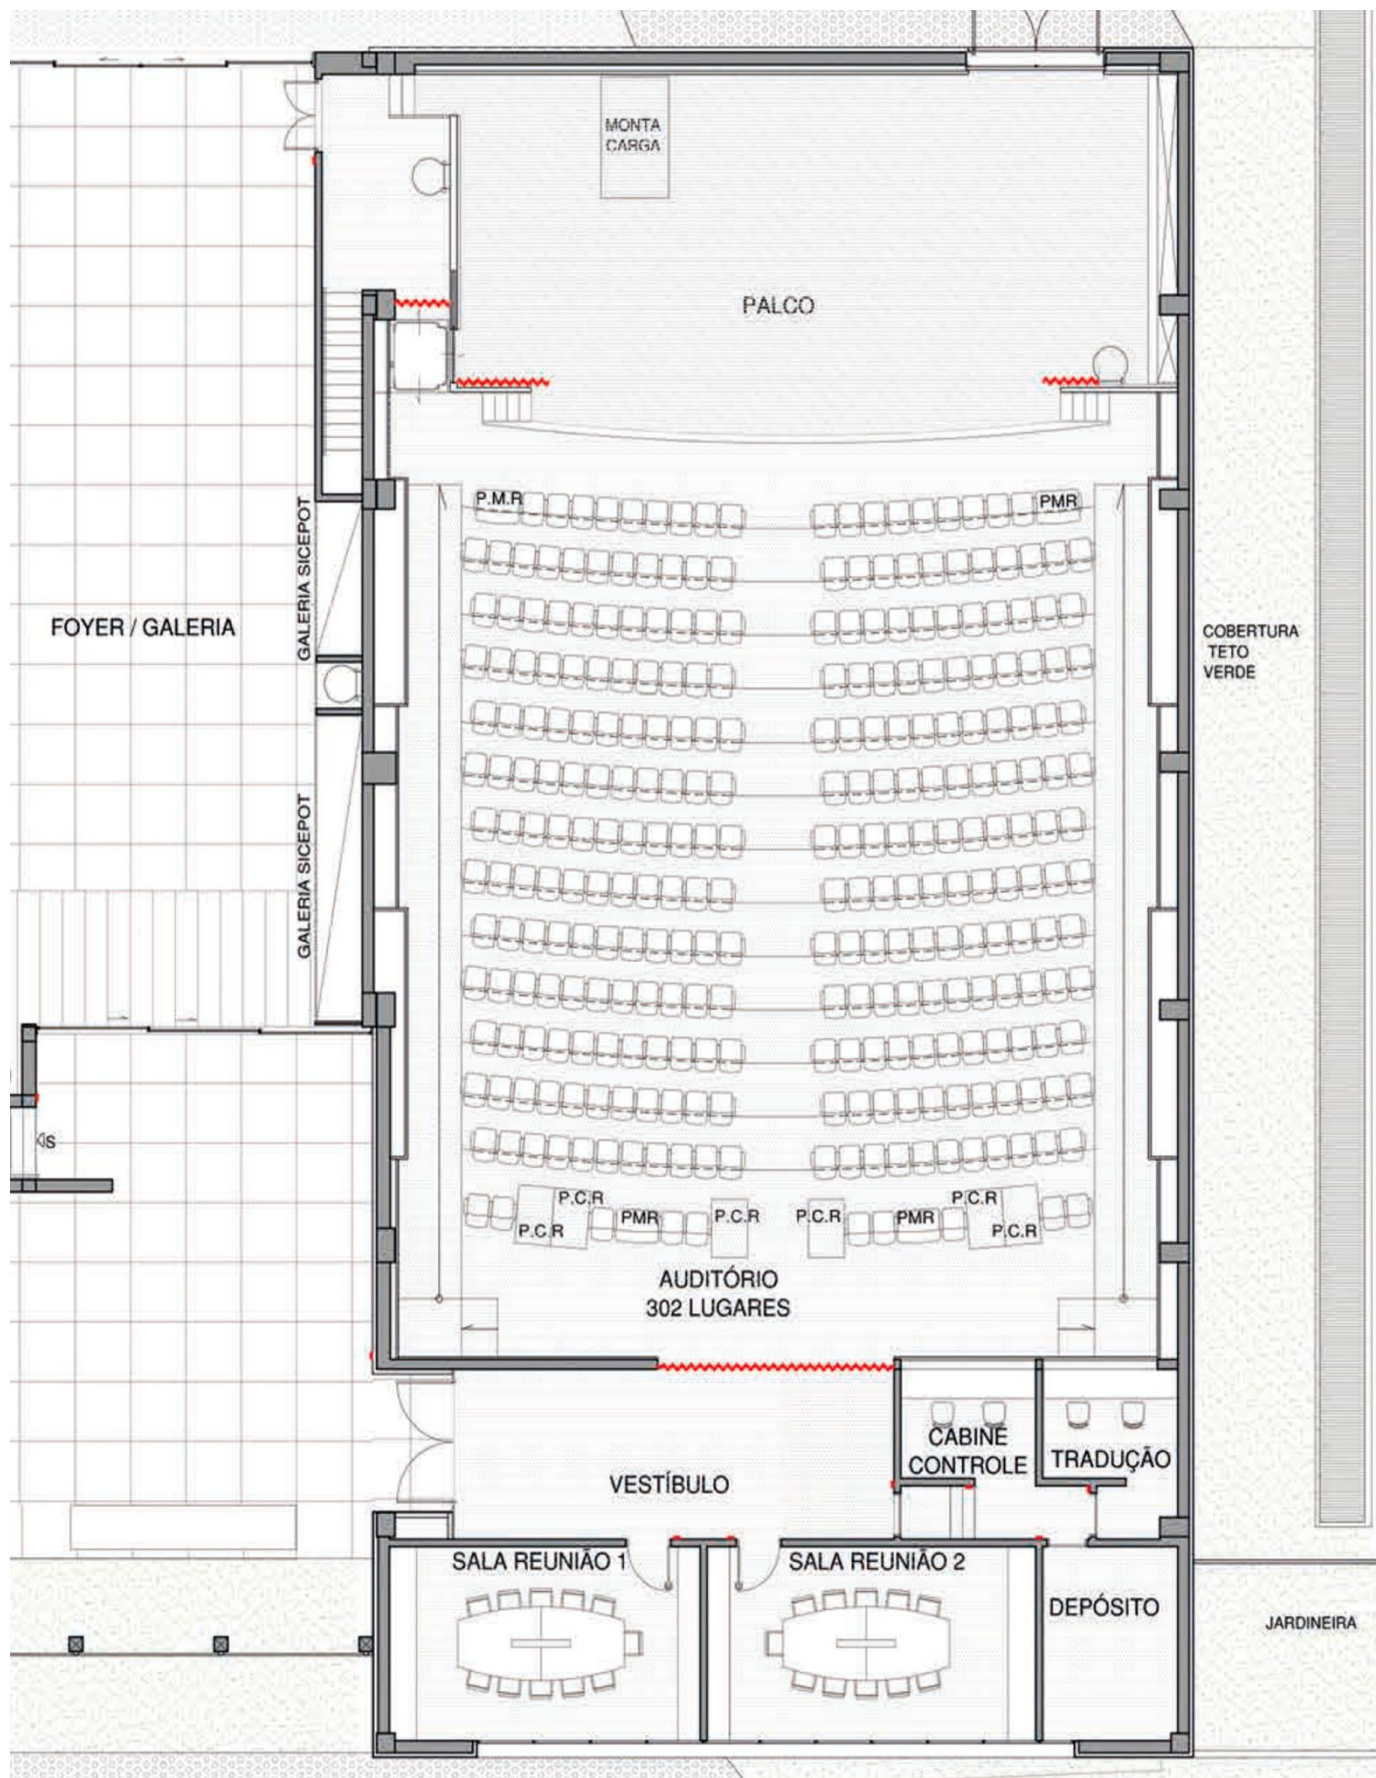 MONTA
CARGA
PALCO
P.M.R
PMR
GALERIA SICEPOT
FOYER / GALERIA
COBERTURA
TETO
VERDE
GALERIA SICEPOT
S
P.C.R
P.C.R
PMR
P.C.R
P.C.R
PMR
P.C.R
P.C.R
AUDITÓRIO
302 LUGARES
CABINE
CONTROLE
TRADUÇÃO
VESTÍBULO
SALA REUNIÃO 1
SALA REUNIÃO 2
DEPÓSITO
JARDINEIRA